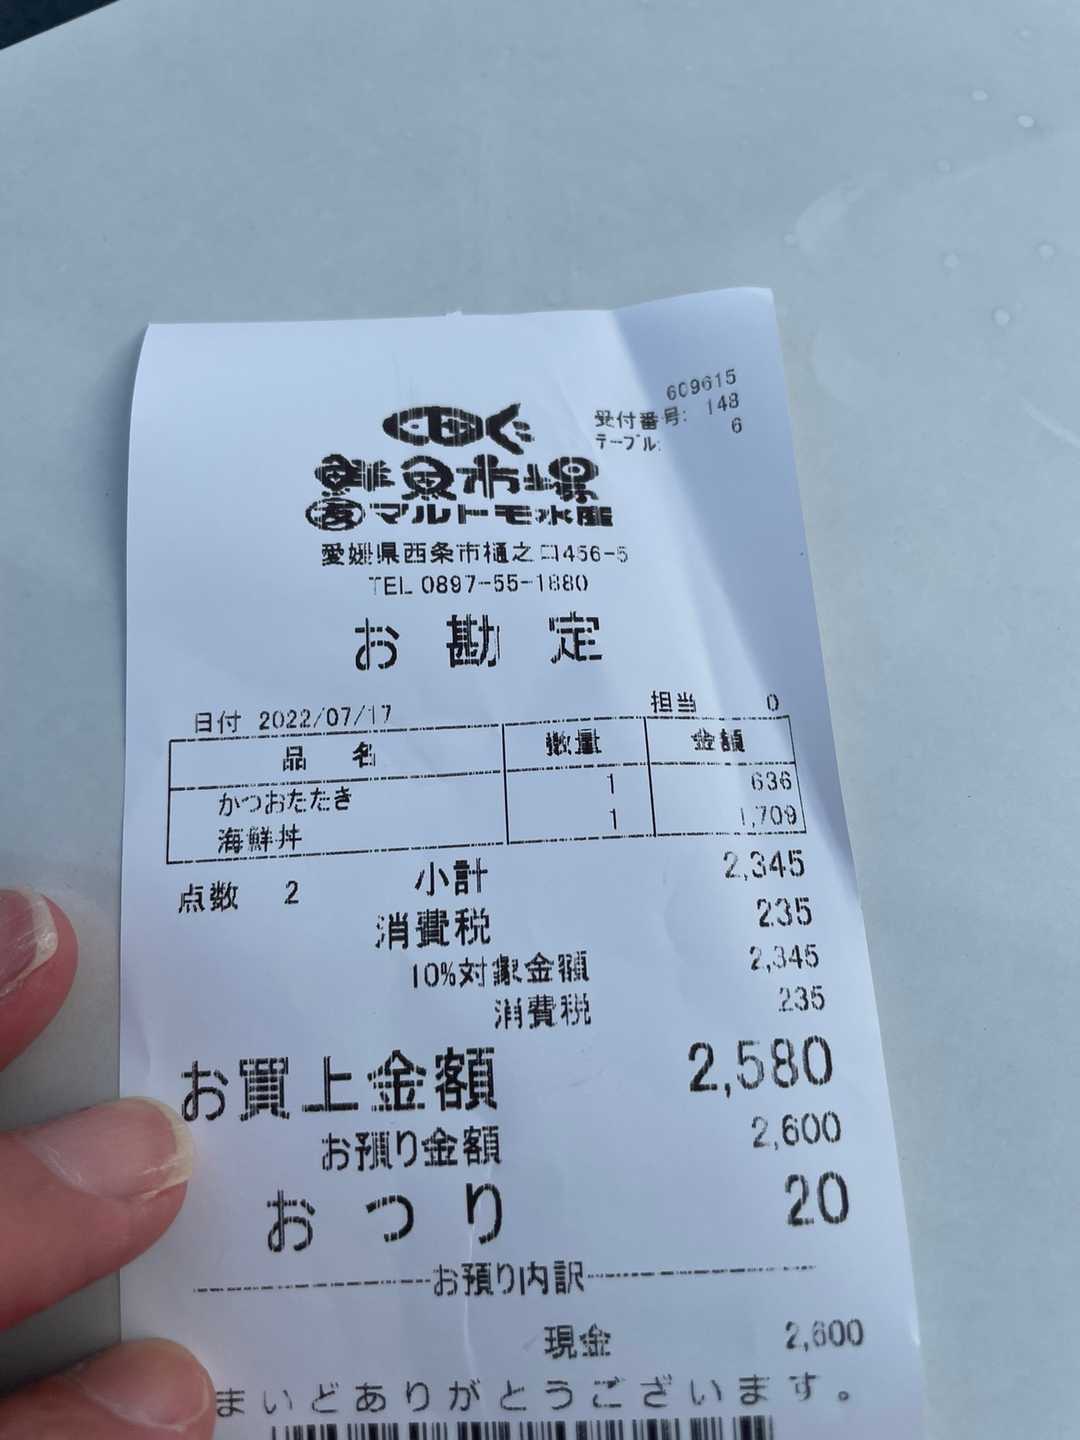 609615
受付番号: 148
テーブル: 6
鮮魚市場
友マルトモ水産
愛媛県西条市樋之口456-5
TEL 0897-55-1880
お勘定
日付 2022/07/17 担当 0
品名 数量 金額
かつおたたき 1 636
海鮮丼 1 1,709
点数 2 小計 2,345
消費税 235
10%対象金額 2,345
消費税 235
お買上金額 2,580
お預り金額 2,600
おつり 20
お預り内訳
現金 2,600
まいどありがとうございます。